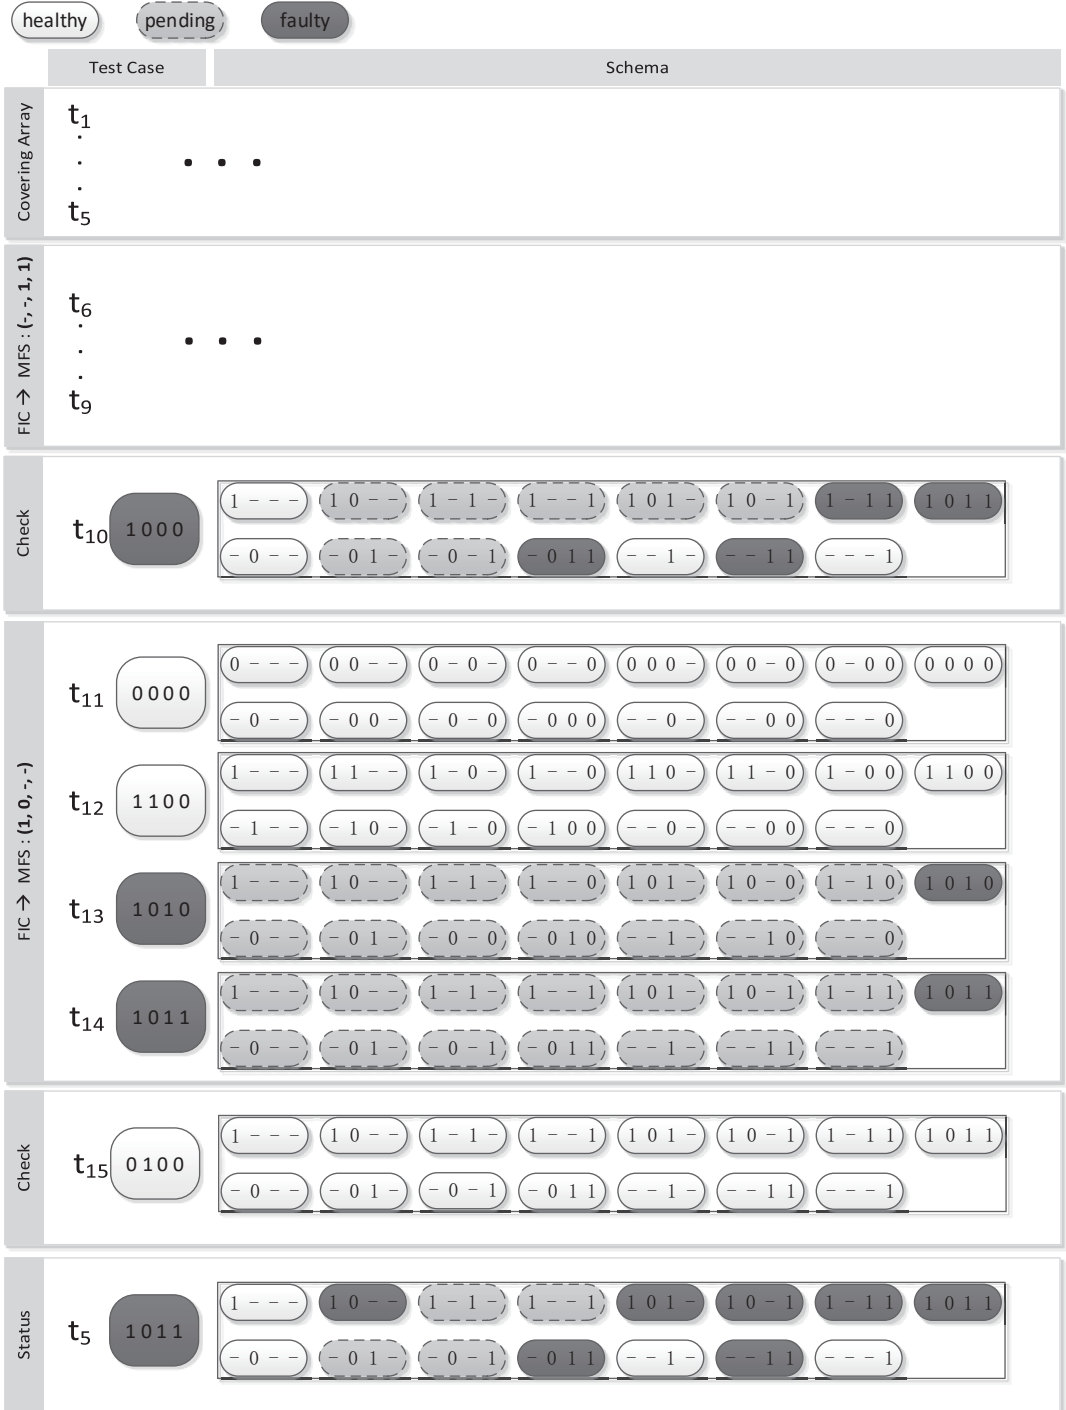 healthy pending faulty
Test Case Schema
Covering Array
t1
.
.
.
t5
. . .
FIC → MFS : (-, -, 1, 1)
t6
.
.
.
t9
. . .
Check
t10 1000
1 - - - 1 0 - - 1 - 1 - 1 - - 1 1 0 1 - 1 0 - 1 1 - 1 1 1 0 1 1
- 0 - - - 0 1 - - 0 - 1 - 0 1 1 - - 1 - - - 1 1 - - - 1
FIC → MFS : (1, 0, -, -)
t11 0000
0 - - - 0 0 - - 0 - 0 - 0 - - 0 0 0 0 - 0 0 - 0 0 - 0 0 0 0 0 0
- 0 - - - 0 0 - - 0 - 0 - 0 0 0 - - 0 - - - 0 0 - - - 0
t12 1100
1 - - - 1 1 - - 1 - 0 - 1 - - 0 1 1 0 - 1 1 - 0 1 - 0 0 1 1 0 0
- 1 - - - 1 0 - - 1 - 0 - 1 0 0 - - 0 - - - 0 0 - - - 0
t13 1010
1 - - - 1 0 - - 1 - 1 - 1 - - 0 1 0 1 - 1 0 - 0 1 - 1 0 1 0 1 0
- 0 - - - 0 1 - - 0 - 0 - 0 1 0 - - 1 - - - 1 0 - - - 0
t14 1011
1 - - - 1 0 - - 1 - 1 - 1 - - 1 1 0 1 - 1 0 - 1 1 - 1 1 1 0 1 1
- 0 - - - 0 1 - - 0 - 1 - 0 1 1 - - 1 - - - 1 1 - - - 1
Check
t15 0100
1 - - - 1 0 - - 1 - 1 - 1 - - 1 1 0 1 - 1 0 - 1 1 - 1 1 1 0 1 1
- 0 - - - 0 1 - - 0 - 1 - 0 1 1 - - 1 - - - 1 1 - - - 1
Status
t5 1011
1 - - - 1 0 - - 1 - 1 - 1 - - 1 1 0 1 - 1 0 - 1 1 - 1 1 1 0 1 1
- 0 - - - 0 1 - - 0 - 1 - 0 1 1 - - 1 - - - 1 1 - - - 1